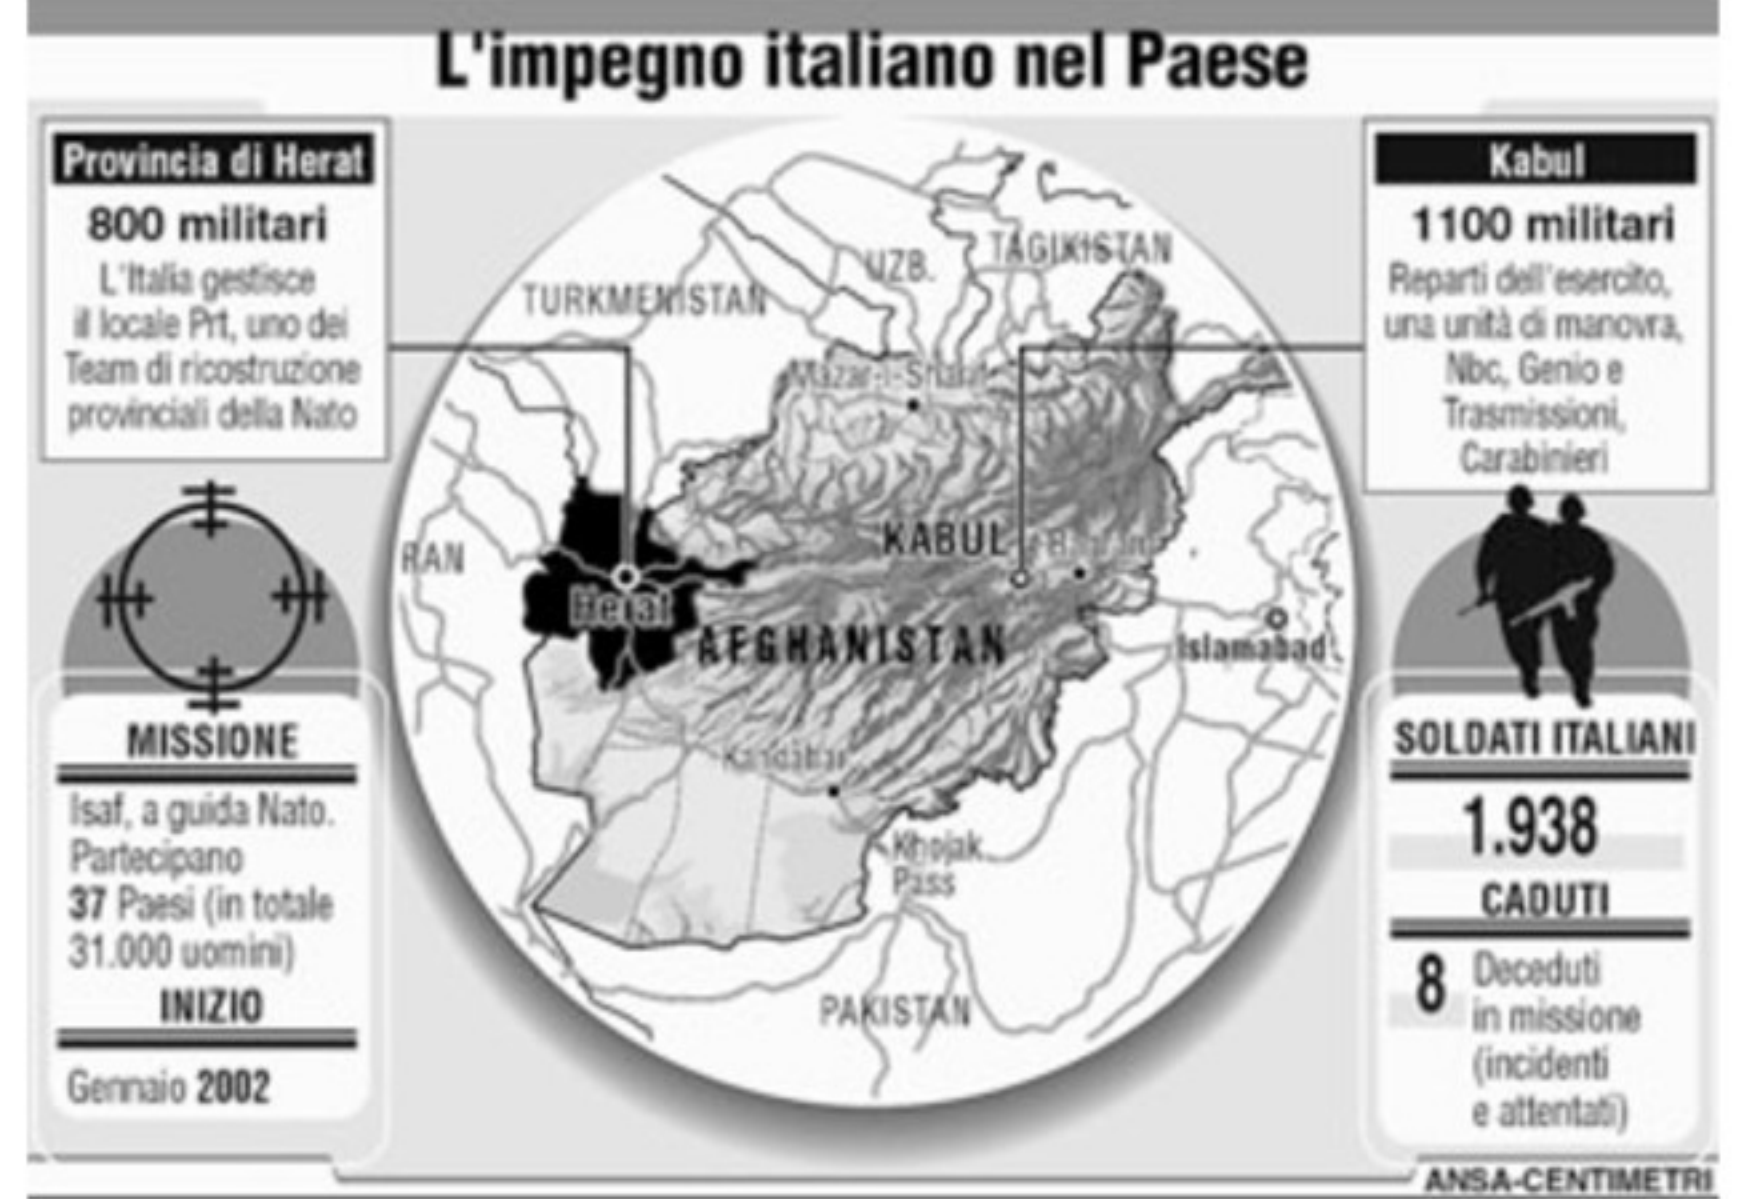 L'impegno italiano nel Paese
Provincia di Herat
800 militari
L'Italia gestisce
il locale Prt, uno dei
Team di ricostruzione
provinciali della Nato
Kabul
1100 militari
Reparti dell'esercito,
una unità di manovra,
Nbc, Genio e
Trasmissioni,
Carabinieri
TAGIKISTAN
UZB.
TURKMENISTAN
Mazar-i-Sharif
KABUL
RAN
Herat
AFGHANISTAN
Islamabad
Kandahar
Khojak
Pass
PAKISTAN
MISSIONE
Isaf, a guida Nato.
Partecipano
37 Paesi (in totale
31.000 uomini)
INIZIO
Gennaio 2002
SOLDATI ITALIANI
1.938
CADUTI
8 Deceduti
in missione
(incidenti
e attentati)
ANSA-CENTIMETRI